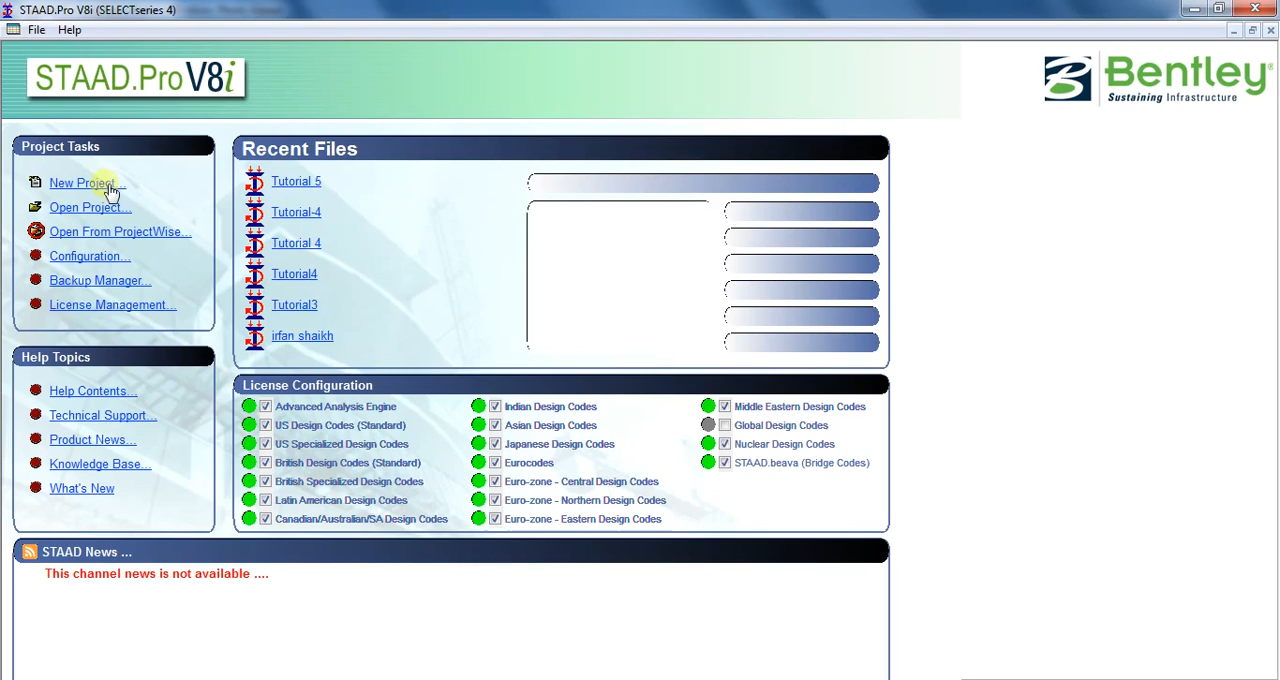 STAAD.Pro V8i (SELECTseries 4)
File Help
STAAD.Pro V8i
Bentley®
Sustaining Infrastructure
Project Tasks
New Project...
Open Project...
Open From ProjectWise...
Configuration...
Backup Manager...
License Management...
Recent Files
Tutorial 5
Tutorial-4
Tutorial 4
Tutorial4
Tutorial3
irfan shaikh
Help Topics
Help Contents...
Technical Support...
Product News...
Knowledge Base...
What's New
License Configuration
Advanced Analysis Engine
US Design Codes (Standard)
US Specialized Design Codes
British Design Codes (Standard)
British Specialized Design Codes
Latin American Design Codes
Canadian/Australian/SA Design Codes
Indian Design Codes
Asian Design Codes
Japanese Design Codes
Eurocodes
Euro-zone - Central Design Codes
Euro-zone - Northern Design Codes
Euro-zone - Eastern Design Codes
Middle Eastern Design Codes
Global Design Codes
Nuclear Design Codes
STAAD.beava (Bridge Codes)
STAAD News ...
This channel news is not available ....